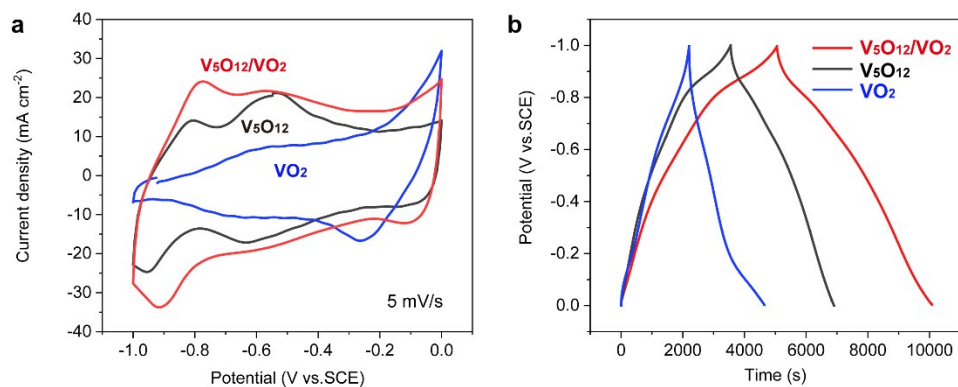 a
Current density (mA cm⁻²)
40
30
20
10
0
-10
-20
-30
-40
V₅O₁₂/VO₂
V₅O₁₂
VO₂
5 mV/s
-1.0 -0.8 -0.6 -0.4 -0.2 0.0
Potential (V vs.SCE)
b
Potential (V vs.SCE)
-1.0
-0.8
-0.6
-0.4
-0.2
0.0
V₅O₁₂/VO₂
V₅O₁₂
VO₂
0 2000 4000 6000 8000 10000
Time (s)